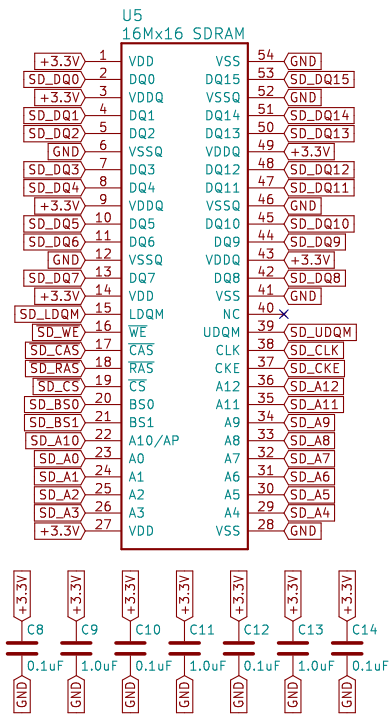 U5
16Mx16 SDRAM
+3.3V 1 VDD VSS 54 GND
SD_DQ0 2 DQ0 DQ15 53 SD_DQ15
+3.3V 3 VDDQ VSSQ 52 GND
SD_DQ1 4 DQ1 DQ14 51 SD_DQ14
SD_DQ2 5 DQ2 DQ13 50 SD_DQ13
GND 6 VSSQ VDDQ 49 +3.3V
SD_DQ3 7 DQ3 DQ12 48 SD_DQ12
SD_DQ4 8 DQ4 DQ11 47 SD_DQ11
+3.3V 9 VDDQ VSSQ 46 GND
SD_DQ5 10 DQ5 DQ10 45 SD_DQ10
SD_DQ6 11 DQ6 DQ9 44 SD_DQ9
GND 12 VSSQ VDDQ 43 +3.3V
SD_DQ7 13 DQ7 DQ8 42 SD_DQ8
+3.3V 14 VDD VSS 41 GND
SD_LDQM 15 LDQM NC 40
SD_WE 16 WE UDQM 39 SD_UDQM
SD_CAS 17 CAS CLK 38 SD_CLK
SD_RAS 18 RAS CKE 37 SD_CKE
SD_CS 19 CS A12 36 SD_A12
SD_BS0 20 BS0 A11 35 SD_A11
SD_BS1 21 BS1 A9 34 SD_A9
SD_A10 22 A10/AP A8 33 SD_A8
SD_A0 23 A0 A7 32 SD_A7
SD_A1 24 A1 A6 31 SD_A6
SD_A2 25 A2 A5 30 SD_A5
SD_A3 26 A3 A4 29 SD_A4
+3.3V 27 VDD VSS 28 GND
+3.3V +3.3V +3.3V +3.3V +3.3V +3.3V +3.3V
C8 C9 C10 C11 C12 C13 C14
0.1uF 1.0uF 0.1uF 1.0uF 0.1uF 1.0uF 0.1uF
GND GND GND GND GND GND GND